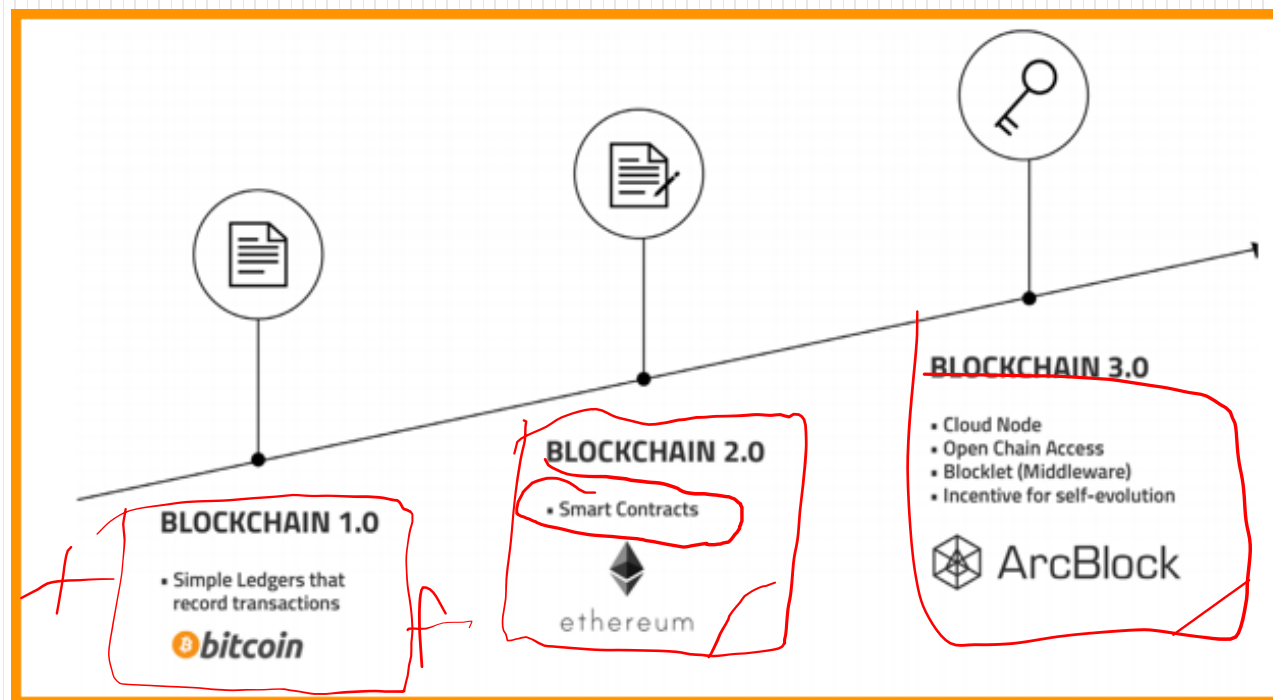 BLOCKCHAIN 1.0
▪ Simple Ledgers that
record transactions
bitcoin
BLOCKCHAIN 2.0
▪ Smart Contracts
ethereum
BLOCKCHAIN 3.0
▪ Cloud Node
▪ Open Chain Access
▪ Blocklet (Middleware)
▪ Incentive for self-evolution
ArcBlock